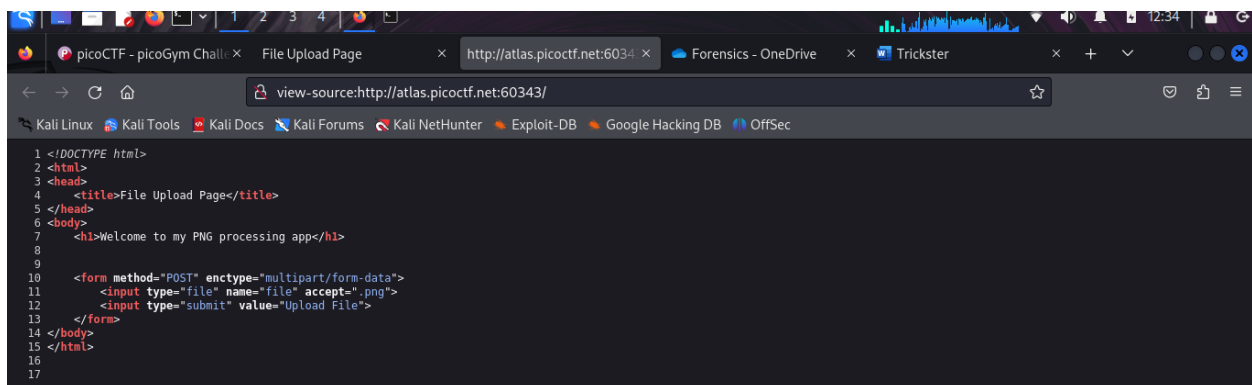 1 2 3 4 12:34
picoCTF - picoGym Challe File Upload Page http://atlas.picoctf.net:6034 Forensics - OneDrive Trickster
view-source:http://atlas.picoctf.net:60343/
Kali Linux Kali Tools Kali Docs Kali Forums Kali NetHunter Exploit-DB Google Hacking DB OffSec
1 <!DOCTYPE html>
2 <html>
3 <head>
4     <title>File Upload Page</title>
5 </head>
6 <body>
7     <h1>Welcome to my PNG processing app</h1>
8
9
10     <form method="POST" enctype="multipart/form-data">
11         <input type="file" name="file" accept=".png">
12         <input type="submit" value="Upload File">
13     </form>
14 </body>
15 </html>
16
17